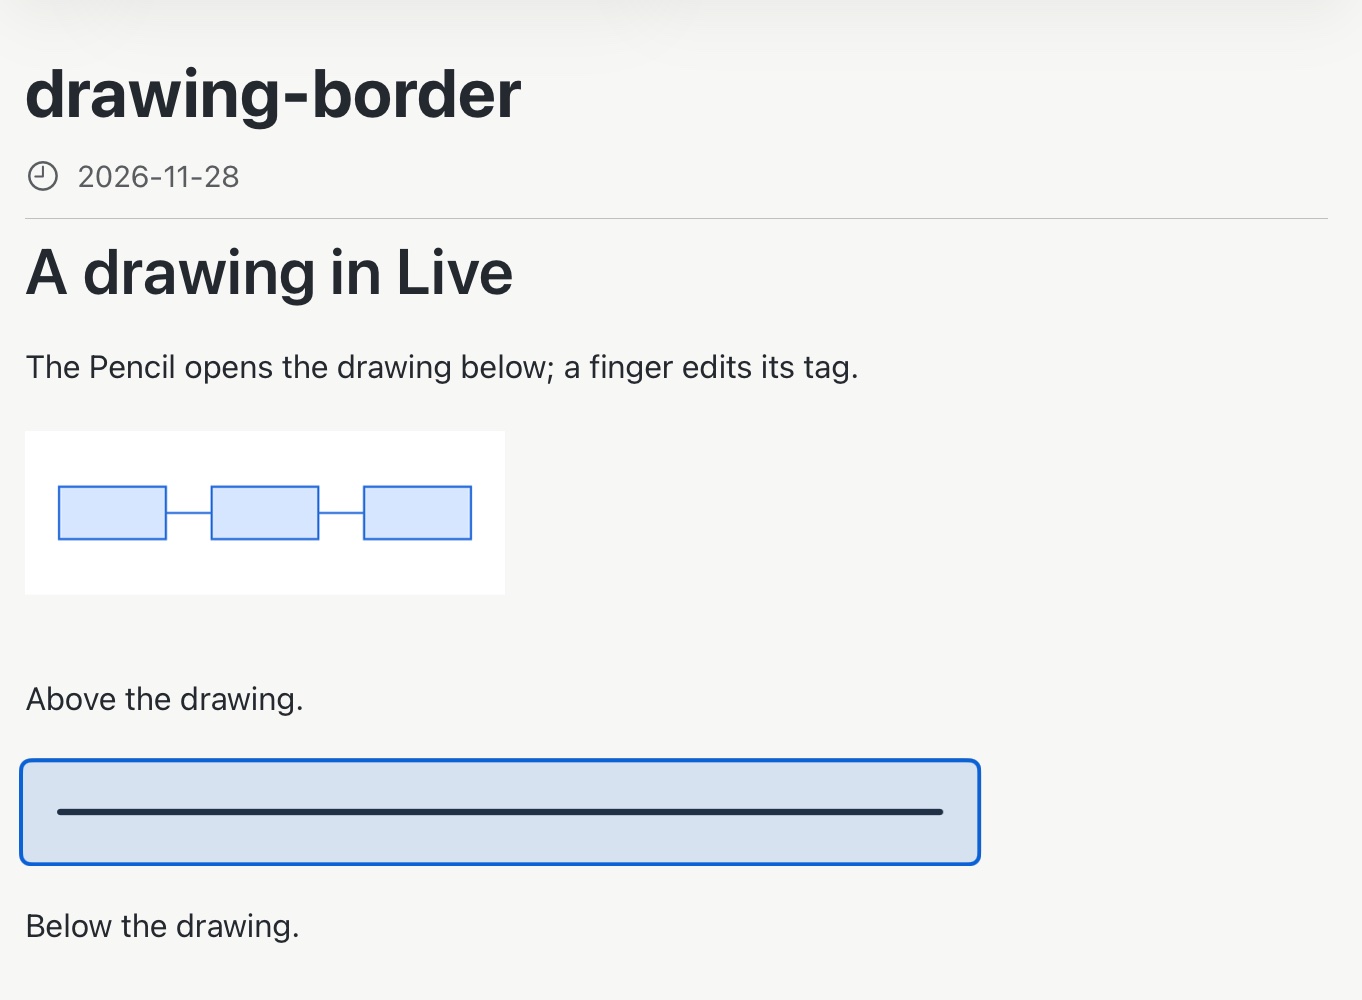 drawing-border
2026-11-28
A drawing in Live
The Pencil opens the drawing below; a finger edits its tag.
Above the drawing.
Below the drawing.